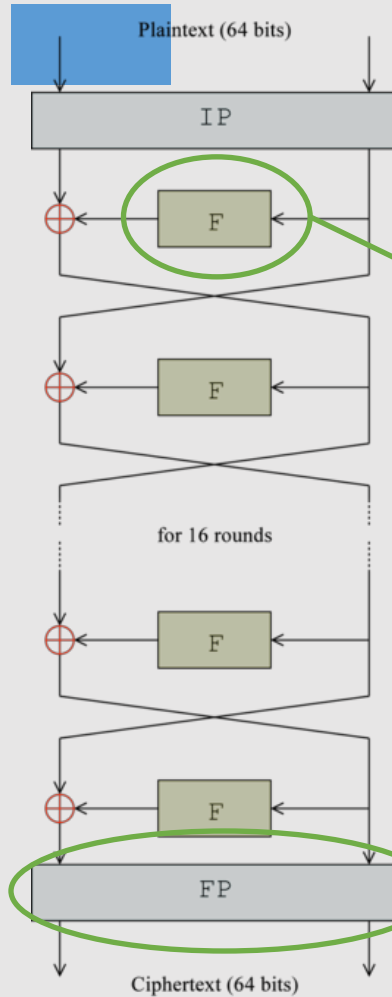 Plaintext (64 bits)
IP
F
F
for 16 rounds
F
F
FP
Ciphertext (64 bits)